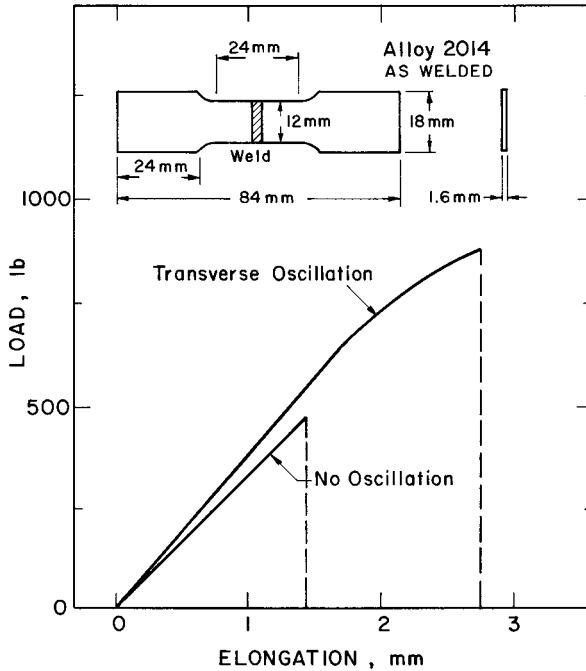 24mm
Alloy 2014
AS WELDED
12mm
18mm
Weld
24mm
84mm
1.6mm
1000
Transverse Oscillation
LOAD, lb
500
No Oscillation
0
0
1
2
3
ELONGATION, mm